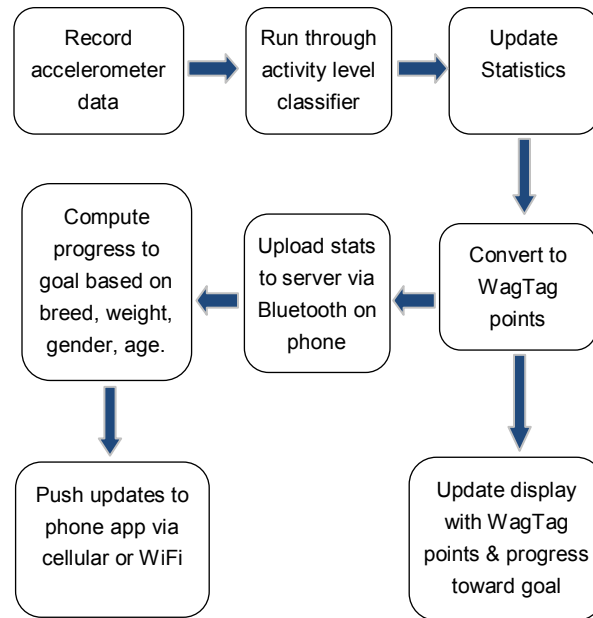 Record
accelerometer
data
Run through
activity level
classifier
Update
Statistics
Convert to
WagTag
points
Upload stats
to server via
Bluetooth on
phone
Compute
progress to
goal based on
breed, weight,
gender, age.
Push updates to
phone app via
cellular or WiFi
Update display
with WagTag
points & progress
toward goal